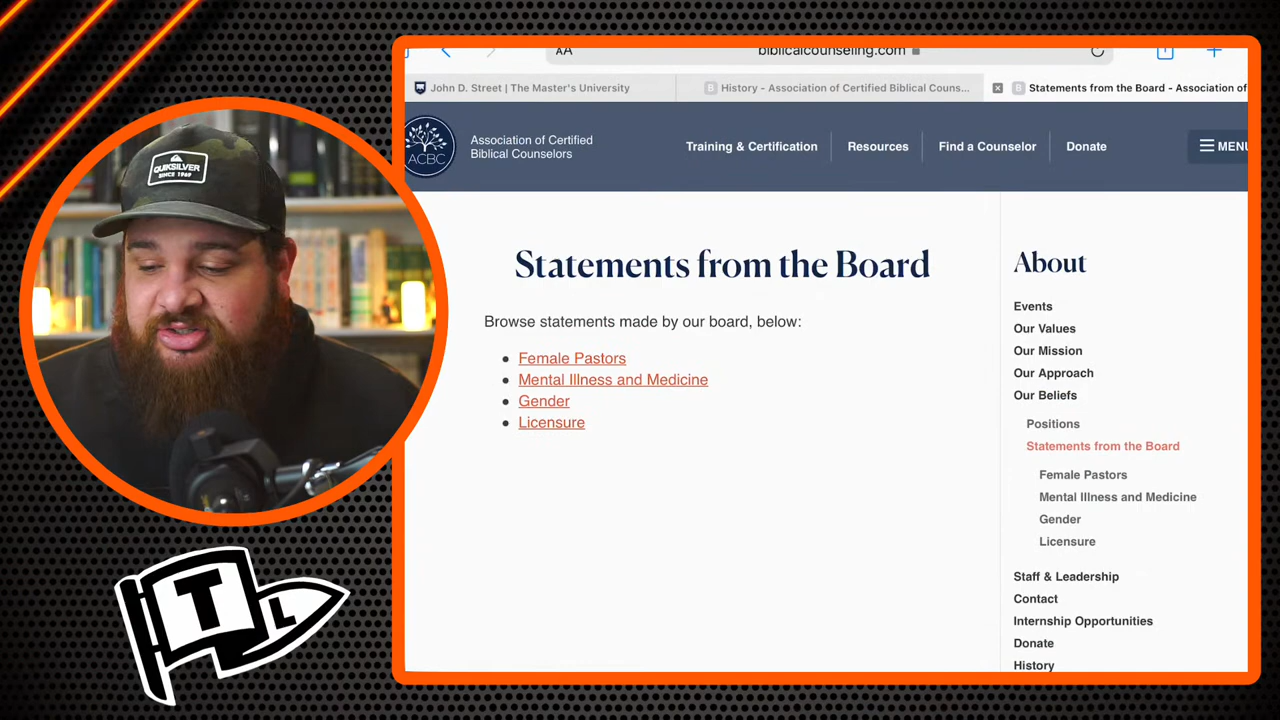 QUIKSILVER
SINCE 1969
T
L
AA
biblicalcounseling.com
John D. Street | The Master's University
History - Association of Certified Biblical Couns...
Statements from the Board - Association of
ACBC
Association of Certified
Biblical Counselors
Training & Certification
Resources
Find a Counselor
Donate
MENU
Statements from the Board
Browse statements made by our board, below:
Female Pastors
Mental Illness and Medicine
Gender
Licensure
About
Events
Our Values
Our Mission
Our Approach
Our Beliefs
Positions
Statements from the Board
Female Pastors
Mental Illness and Medicine
Gender
Licensure
Staff & Leadership
Contact
Internship Opportunities
Donate
History